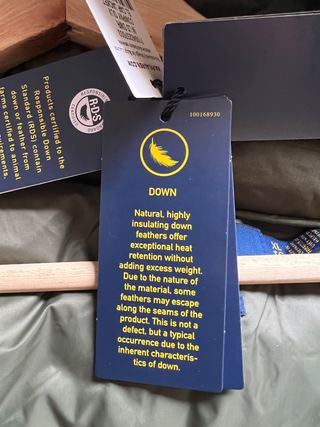 100168930
DOWN
Natural, highly
insulating down
feathers offer
exceptional heat
retention without
adding excess weight.
Due to the nature of
the material, some
feathers may escape
along the seams of the
product. This is not a
defect, but a typical
occurrence due to the
inherent characteris-
tics of down.
Products certified to the
Responsible Down
Standard (RDS) contain
down or feather from
farms certified to animal
RESPONSIBLE
R·D·S
STANDARD
XL